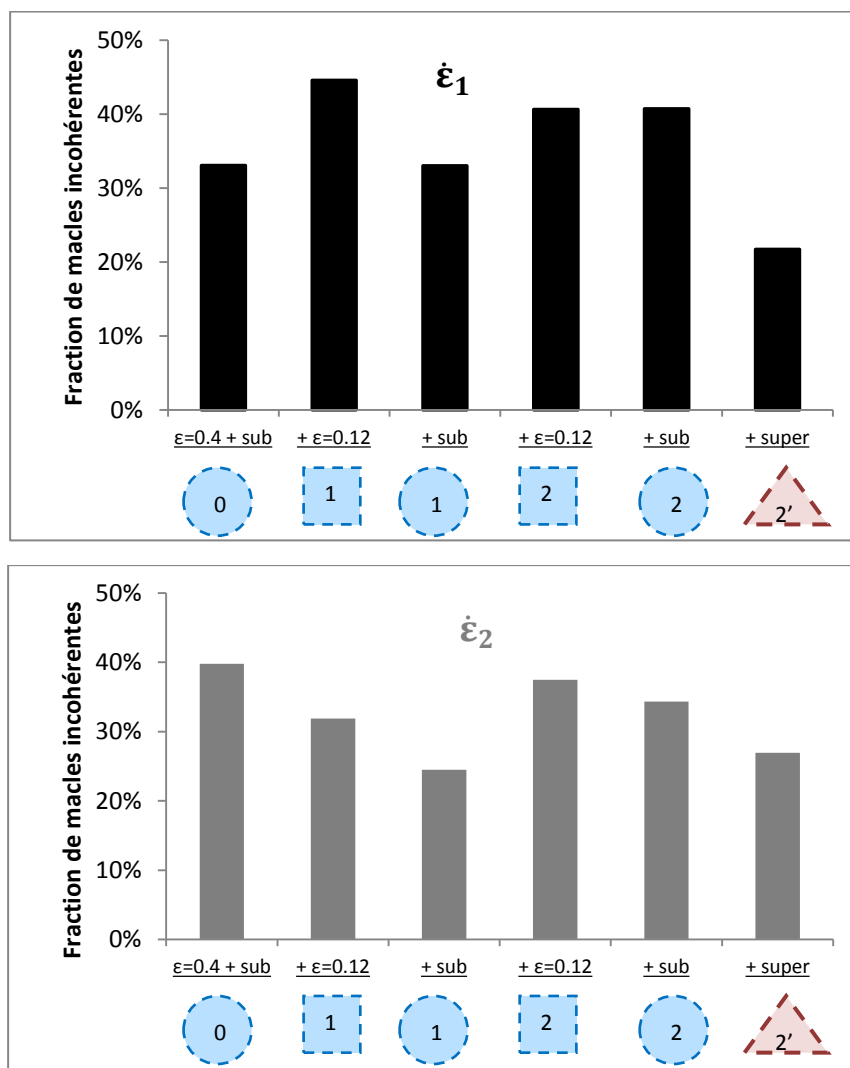 Fraction de macles incohérentes
50%
40%
30%
20%
10%
0%
ε̇₁
ε=0.4 + sub
+ ε=0.12
+ sub
+ ε=0.12
+ sub
+ super
0
1
1
2
2
2'
Fraction de macles incohérentes
50%
40%
30%
20%
10%
0%
ε̇₂
ε=0.4 + sub
+ ε=0.12
+ sub
+ ε=0.12
+ sub
+ super
0
1
1
2
2
2'